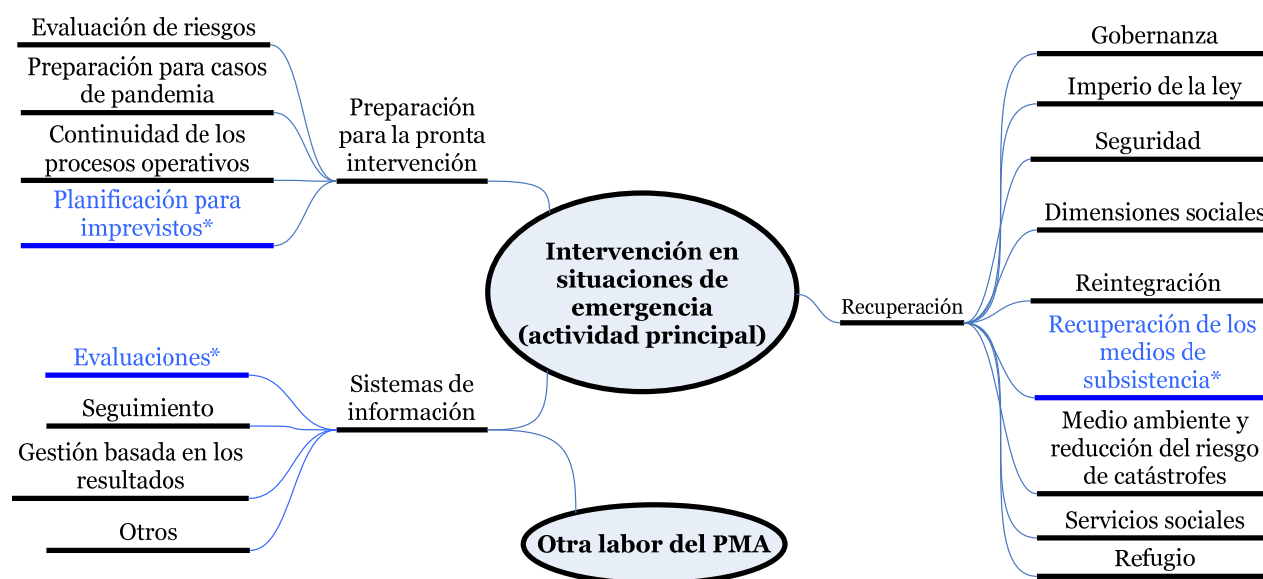 Evaluación de riesgos
Preparación para casos
de pandemia
Continuidad de los
procesos operativos
Planificación para
imprevistos*
Preparación
para la pronta
intervención
Evaluaciones*
Seguimiento
Gestión basada en los
resultados
Otros
Sistemas de
información
Intervención en
situaciones de
emergencia
(actividad principal)
Otra labor del PMA
Recuperación
Gobernanza
Imperio de la ley
Seguridad
Dimensiones sociales
Reintegración
Recuperación de los
medios de
subsistencia*
Medio ambiente y
reducción del riesgo
de catástrofes
Servicios sociales
Refugio